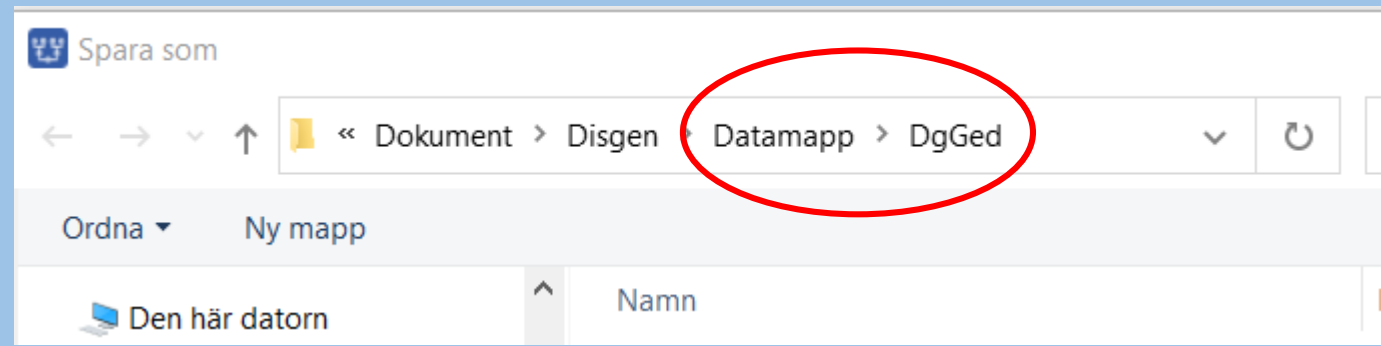 Spara som
« Dokument > Disgen > Datamapp > DgGed
Ordna Ny mapp
Den här datorn Namn